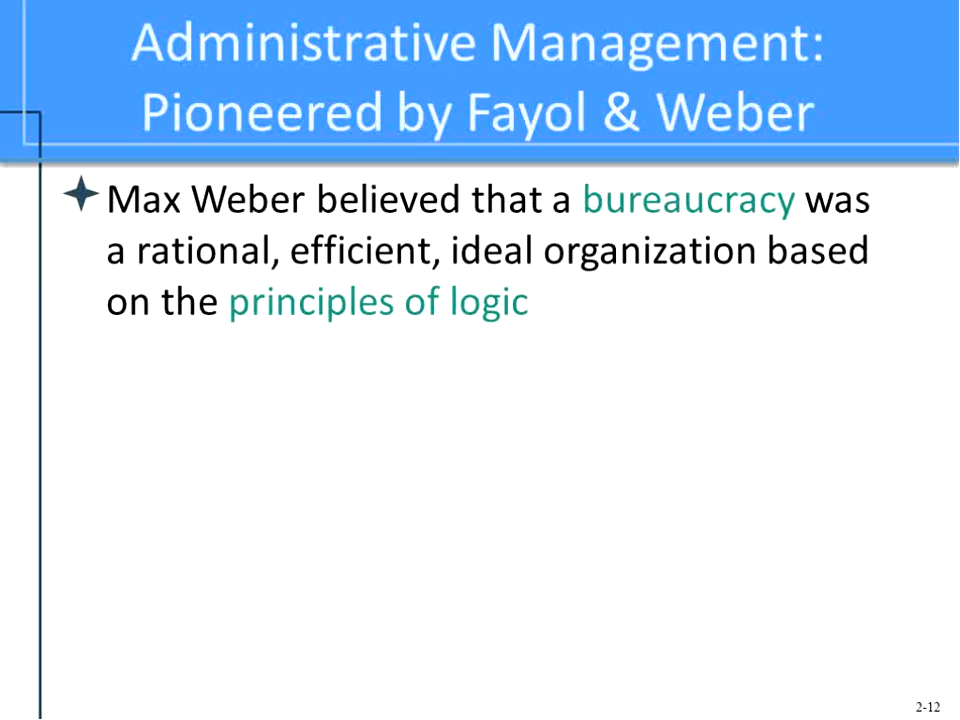 Administrative Management:
Pioneered by Fayol & Weber
Max Weber believed that a bureaucracy was
a rational, efficient, ideal organization based
on the principles of logic
2-12